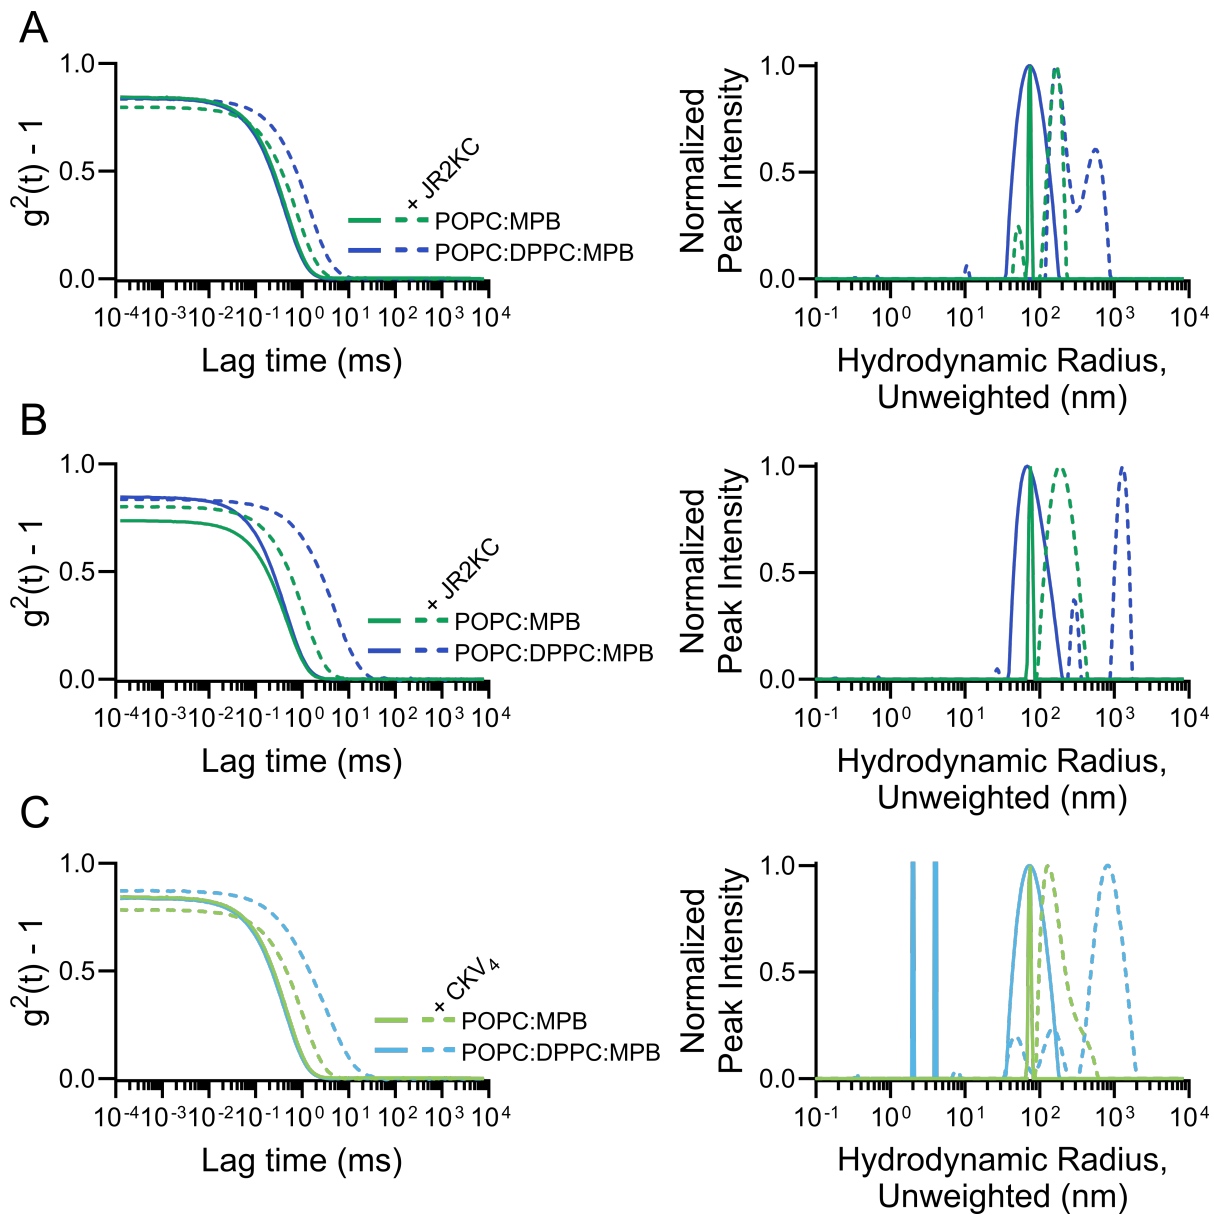 A
g²(t) - 1
1.0
0.5
0.0
10⁻⁴ 10⁻³ 10⁻² 10⁻¹ 10⁰ 10¹ 10² 10³ 10⁴
Lag time (ms)
+ JR2KC
POPC:MPB
POPC:DPPC:MPB
Normalized
Peak Intensity
1.0
0.5
0.0
10⁻¹ 10⁰ 10¹ 10² 10³ 10⁴
Hydrodynamic Radius,
Unweighted (nm)
B
g²(t) - 1
1.0
0.5
0.0
10⁻⁴ 10⁻³ 10⁻² 10⁻¹ 10⁰ 10¹ 10² 10³ 10⁴
Lag time (ms)
+ JR2KC
POPC:MPB
POPC:DPPC:MPB
Normalized
Peak Intensity
1.0
0.5
0.0
10⁻¹ 10⁰ 10¹ 10² 10³ 10⁴
Hydrodynamic Radius,
Unweighted (nm)
C
g²(t) - 1
1.0
0.5
0.0
10⁻⁴ 10⁻³ 10⁻² 10⁻¹ 10⁰ 10¹ 10² 10³ 10⁴
Lag time (ms)
+ CKV₄
POPC:MPB
POPC:DPPC:MPB
Normalized
Peak Intensity
1.0
0.5
0.0
10⁻¹ 10⁰ 10¹ 10² 10³ 10⁴
Hydrodynamic Radius,
Unweighted (nm)